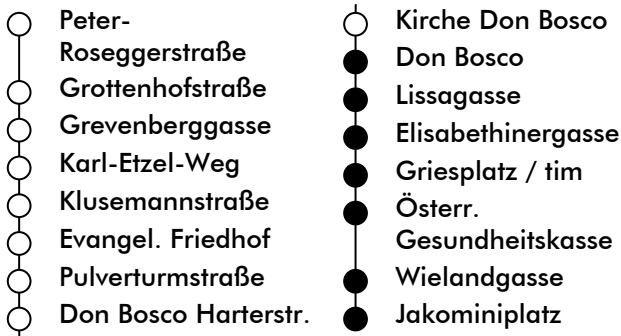 Peter-
Roseggerstraße
Grottenhofstraße
Grevenberggasse
Karl-Etzel-Weg
Klusemannstraße
Evangel. Friedhof
Pulverturmstraße
Don Bosco Harterstr.
Kirche Don Bosco
Don Bosco
Lissagasse
Elisabethinergasse
Griesplatz / tim
Österr.
Gesundheitskasse
Wielandgasse
Jakominiplatz